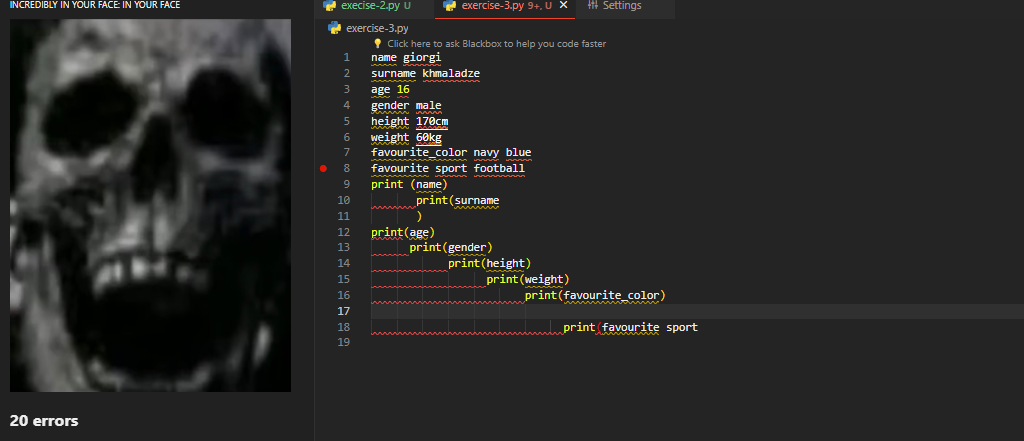 INCREDIBLY IN YOUR FACE: IN YOUR FACE
20 errors
execise-2.py U
exercise-3.py 9+, U
Settings
exercise-3.py
Click here to ask Blackbox to help you code faster
1 name giorgi
2 surname khmaladze
3 age 16
4 gender male
5 height 170cm
6 weight 60kg
7 favourite_color navy blue
8 favourite sport football
9 print (name)
10 print(surname
11 )
12 print(age)
13 print(gender)
14 print(height)
15 print(weight)
16 print(favourite_color)
17
18 print(favourite sport
19